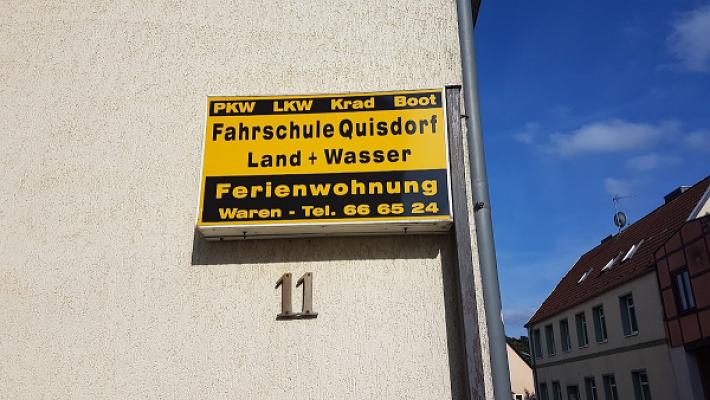 PKW LKW Krad Boot
Fahrschule Quisdorf
Land + Wasser
Ferienwohnung
Waren - Tel. 66 65 24
11